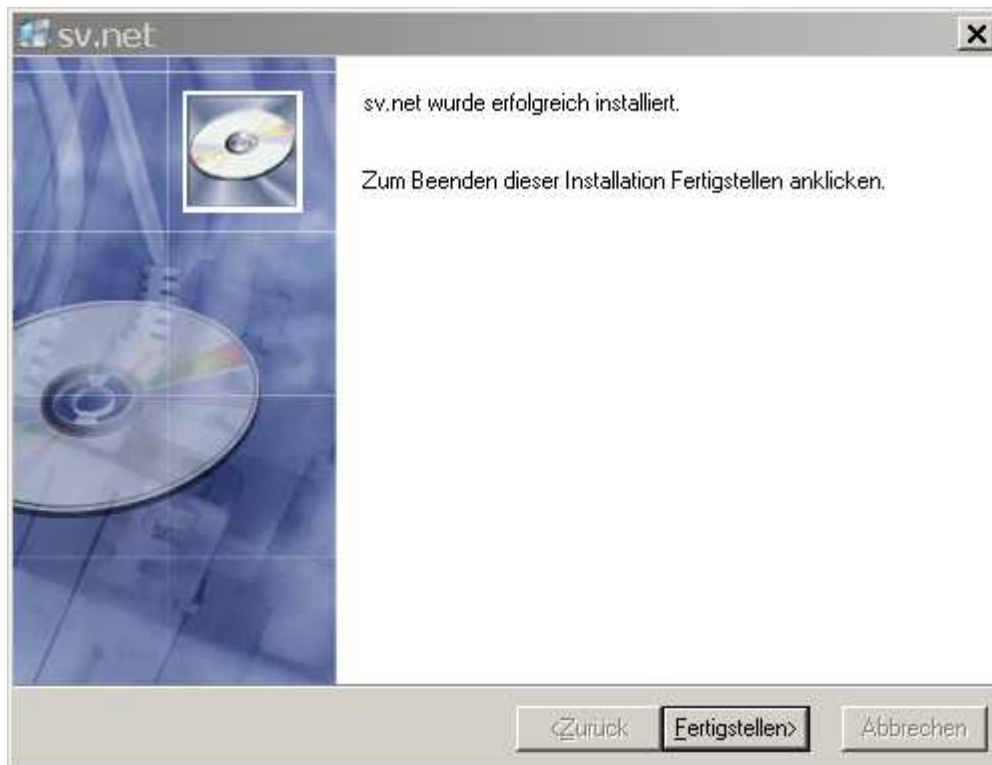 sv.net
sv.net wurde erfolgreich installiert.
Zum Beenden dieser Installation Fertigstellen anklicken.
<Zurück Fertigstellen> Abbrechen